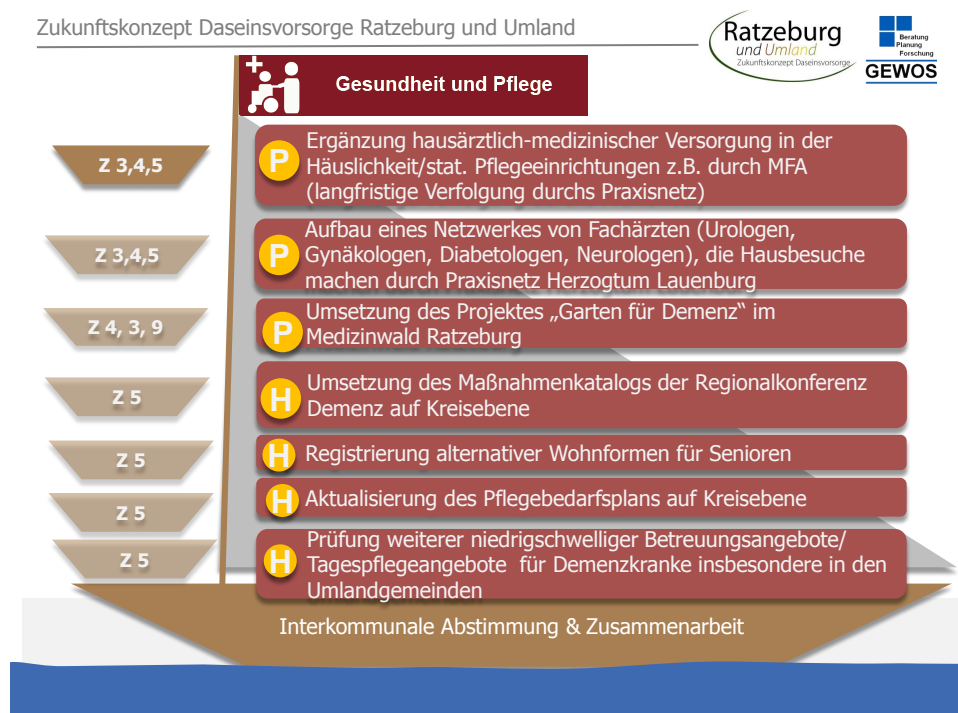 Zukunftskonzept Daseinsvorsorge Ratzeburg und Umland
Ratzeburg
und Umland
Zukunftskonzept Daseinsvorsorge
Beratung
Planung
Forschung
GEWOS
Gesundheit und Pflege
Z 3,4,5
P
Ergänzung hausärztlich-medizinischer Versorgung in der
Häuslichkeit/stat. Pflegeeinrichtungen z.B. durch MFA
(langfristige Verfolgung durchs Praxisnetz)
Z 3,4,5
P
Aufbau eines Netzwerkes von Fachärzten (Urologen,
Gynäkologen, Diabetologen, Neurologen), die Hausbesuche
machen durch Praxisnetz Herzogtum Lauenburg
Z 4, 3, 9
P
Umsetzung des Projektes „Garten für Demenz“ im
Medizinwald Ratzeburg
Z 5
H
Umsetzung des Maßnahmenkatalogs der Regionalkonferenz
Demenz auf Kreisebene
Z 5
H
Registrierung alternativer Wohnformen für Senioren
Z 5
H
Aktualisierung des Pflegebedarfsplans auf Kreisebene
Z 5
H
Prüfung weiterer niedrigschwelliger Betreuungsangebote/
Tagespflegeangebote für Demenzkranke insbesondere in den
Umlandgemeinden
Interkommunale Abstimmung & Zusammenarbeit